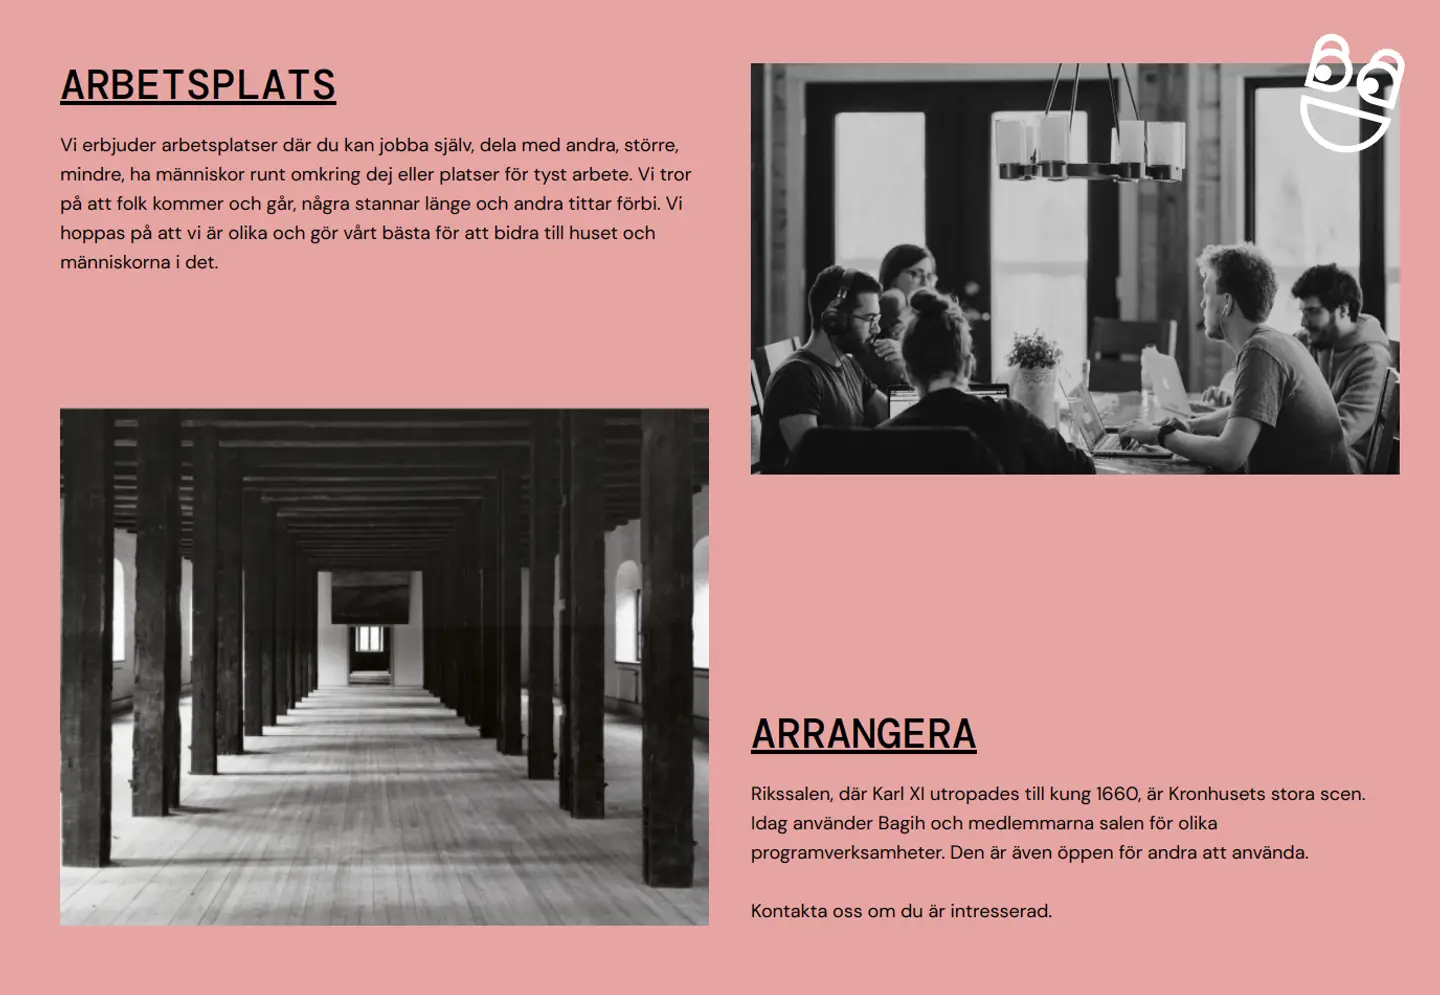 ARBETSPLATS
Vi erbjuder arbetsplatser där du kan jobba själv, dela med andra, större,
mindre, ha människor runt omkring dej eller platser för tyst arbete. Vi tror
på att folk kommer och går, några stannar länge och andra tittar förbi. Vi
hoppas på att vi är olika och gör vårt bästa för att bidra till huset och
människorna i det.
ARRANGERA
Rikssalen, där Karl XI utropades till kung 1660, är Kronhusets stora scen.
Idag använder Bagih och medlemmarna salen för olika
programverksamheter. Den är även öppen för andra att använda.
Kontakta oss om du är intresserad.